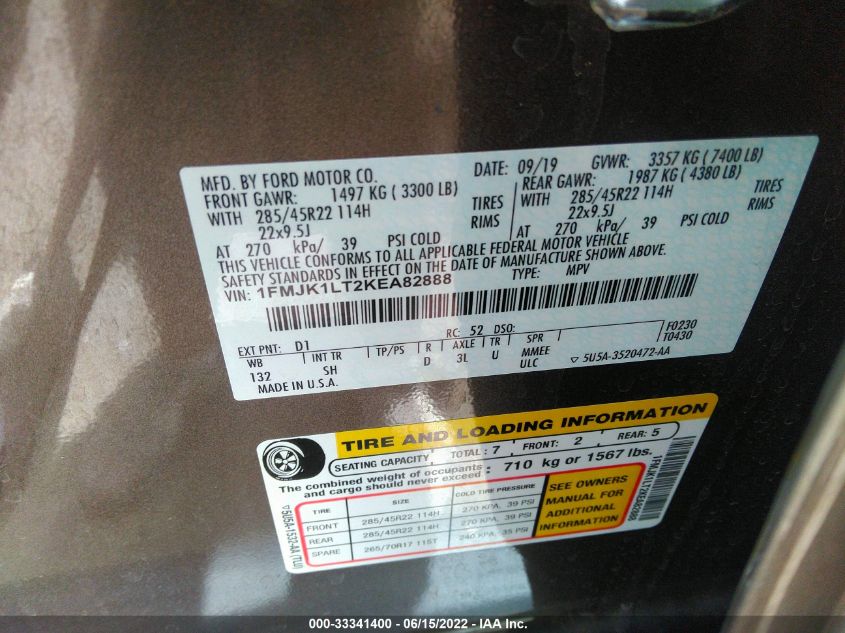 MFD. BY FORD MOTOR CO.
DATE: 09/19 GVWR: 3357 KG ( 7400 LB)
FRONT GAWR: 1497 KG ( 3300 LB)
REAR GAWR: 1987 KG ( 4380 LB)
WITH 285/45R22 114H TIRES
WITH 285/45R22 114H TIRES
22x9.5J RIMS
22x9.5J RIMS
AT 270 kPa/ 39 PSI COLD
AT 270 kPa/ 39 PSI COLD
THIS VEHICLE CONFORMS TO ALL APPLICABLE FEDERAL MOTOR VEHICLE
SAFETY STANDARDS IN EFFECT ON THE DATE OF MANUFACTURE SHOWN ABOVE.
VIN: 1FMJK1LT2KEA82888 TYPE: MPV
EXT PNT: D1 RC: 52 DSO: F0230
T0430
WB INT TR TP/PS R AXLE TR SPR
132 SH D 3L U MMEE
ULC
5U5A-3520472-AA
MADE IN U.S.A.
TIRE AND LOADING INFORMATION
SEATING CAPACITY TOTAL : 7 FRONT: 2 REAR: 5
The combined weight of occupants
and cargo should never exceed : 710 kg or 1567 lbs.
TIRE SIZE COLD TIRE PRESSURE
FRONT 285/45R22 114H 270 KPA, 39 PSI
REAR 285/45R22 114H 270 KPA, 39 PSI
SPARE 265/70R17 115T 240 KPA, 35 PSI
SEE OWNERS
MANUAL FOR
ADDITIONAL
INFORMATION
5U5A-1532-AA (TLU)
1FMJK1LT2KEA82888
000-33341400 - 06/15/2022 - IAA Inc.